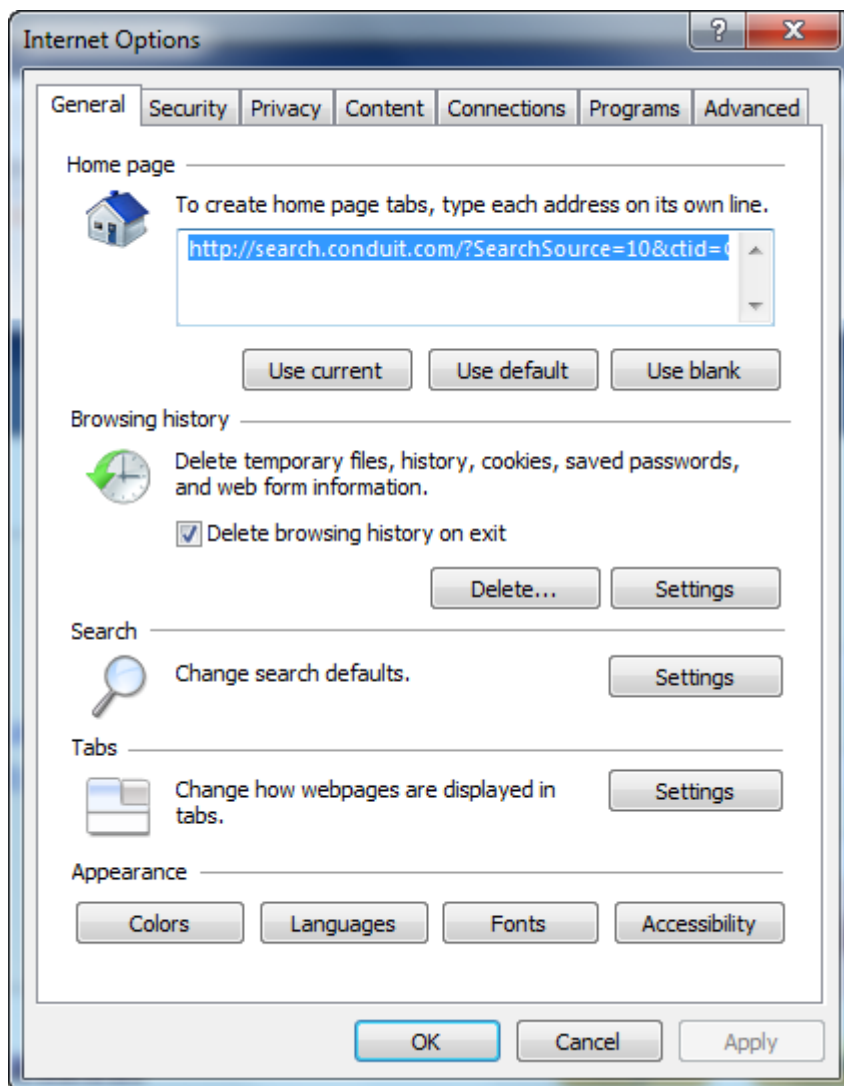 Internet Options
General Security Privacy Content Connections Programs Advanced
Home page
To create home page tabs, type each address on its own line.
http://search.conduit.com/?SearchSource=10&ctid=
Use current Use default Use blank
Browsing history
Delete temporary files, history, cookies, saved passwords,
and web form information.
Delete browsing history on exit
Delete... Settings
Search
Change search defaults.
Settings
Tabs
Change how webpages are displayed in
tabs.
Settings
Appearance
Colors Languages Fonts Accessibility
OK Cancel Apply